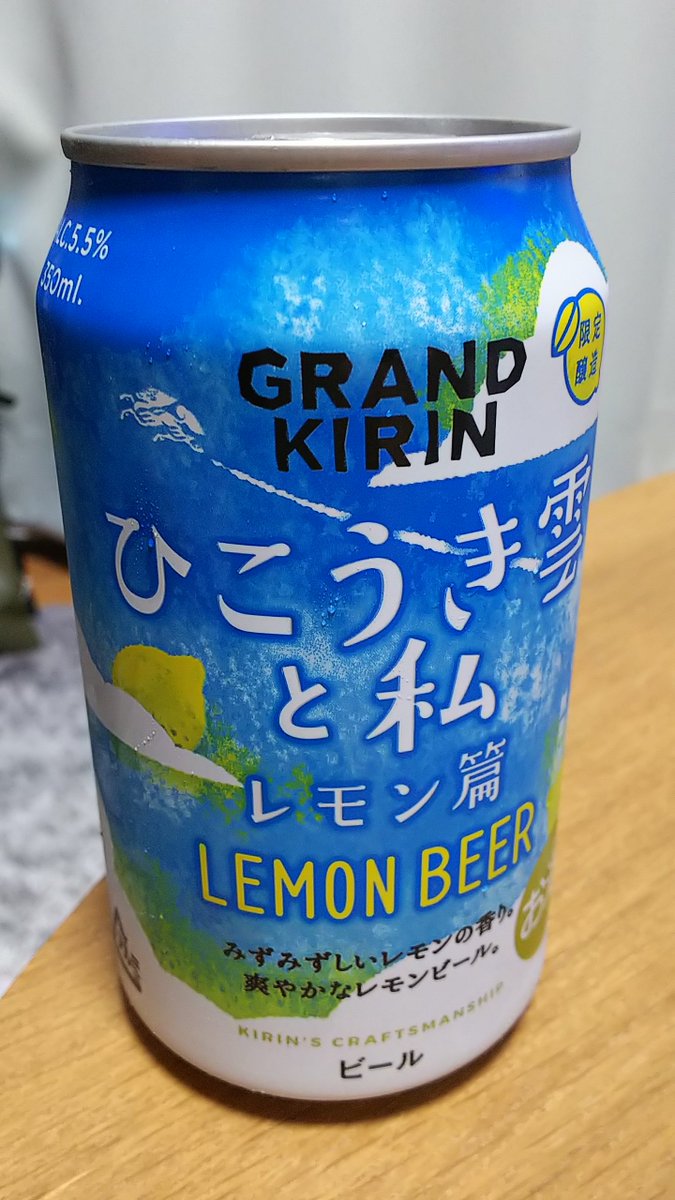 ALC.5.5%
350ml.
限定
醸造
GRAND
KIRIN
ひこうき雲
と私
レモン篇
LEMON BEER
みずみずしいレモンの香り。
爽やかなレモンビール。
KIRIN'S CRAFTSMANSHIP
ビール